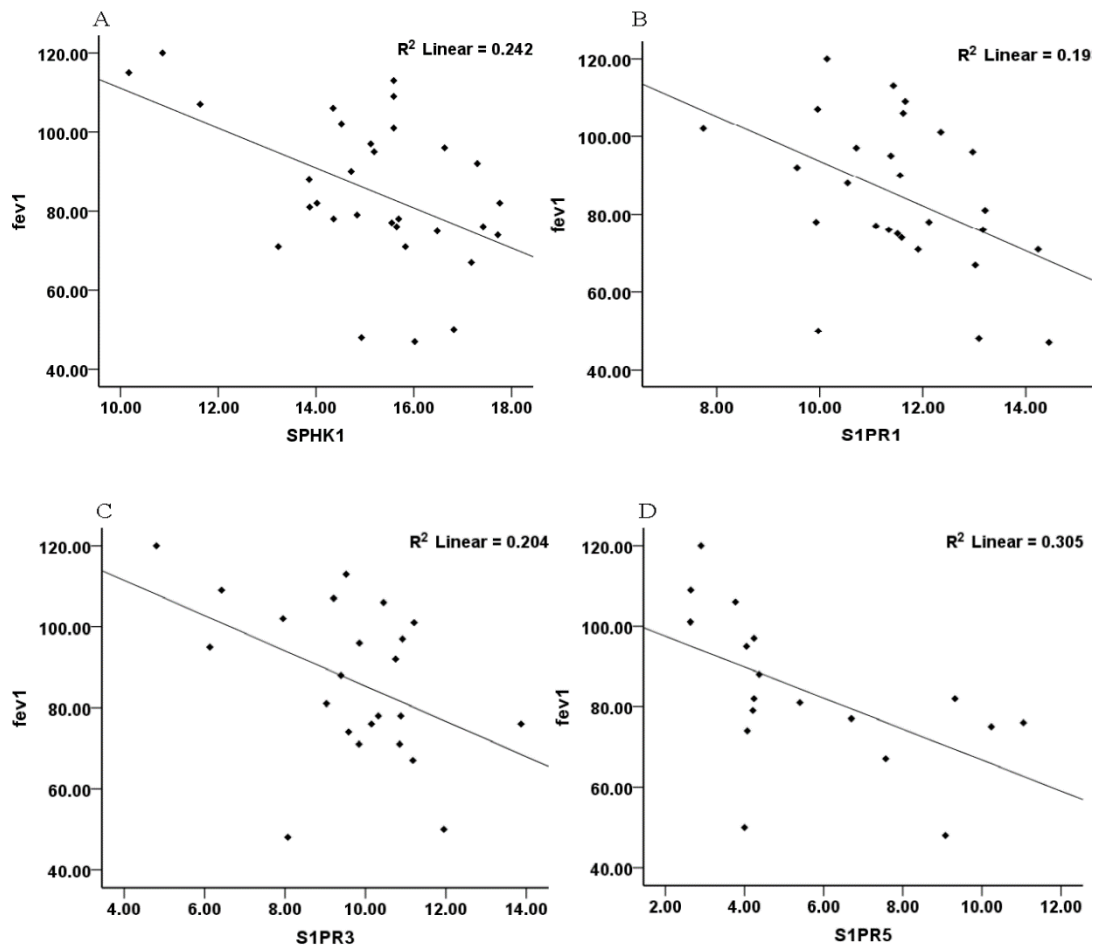 A
R² Linear = 0.242
fev1
120.00
100.00
80.00
60.00
40.00
10.00 12.00 14.00 16.00 18.00
SPHK1
B
R² Linear = 0.19
fev1
120.00
100.00
80.00
60.00
40.00
8.00 10.00 12.00 14.00
S1PR1
C
R² Linear = 0.204
fev1
120.00
100.00
80.00
60.00
40.00
4.00 6.00 8.00 10.00 12.00 14.00
S1PR3
D
R² Linear = 0.305
fev1
120.00
100.00
80.00
60.00
40.00
2.00 4.00 6.00 8.00 10.00 12.00
S1PR5